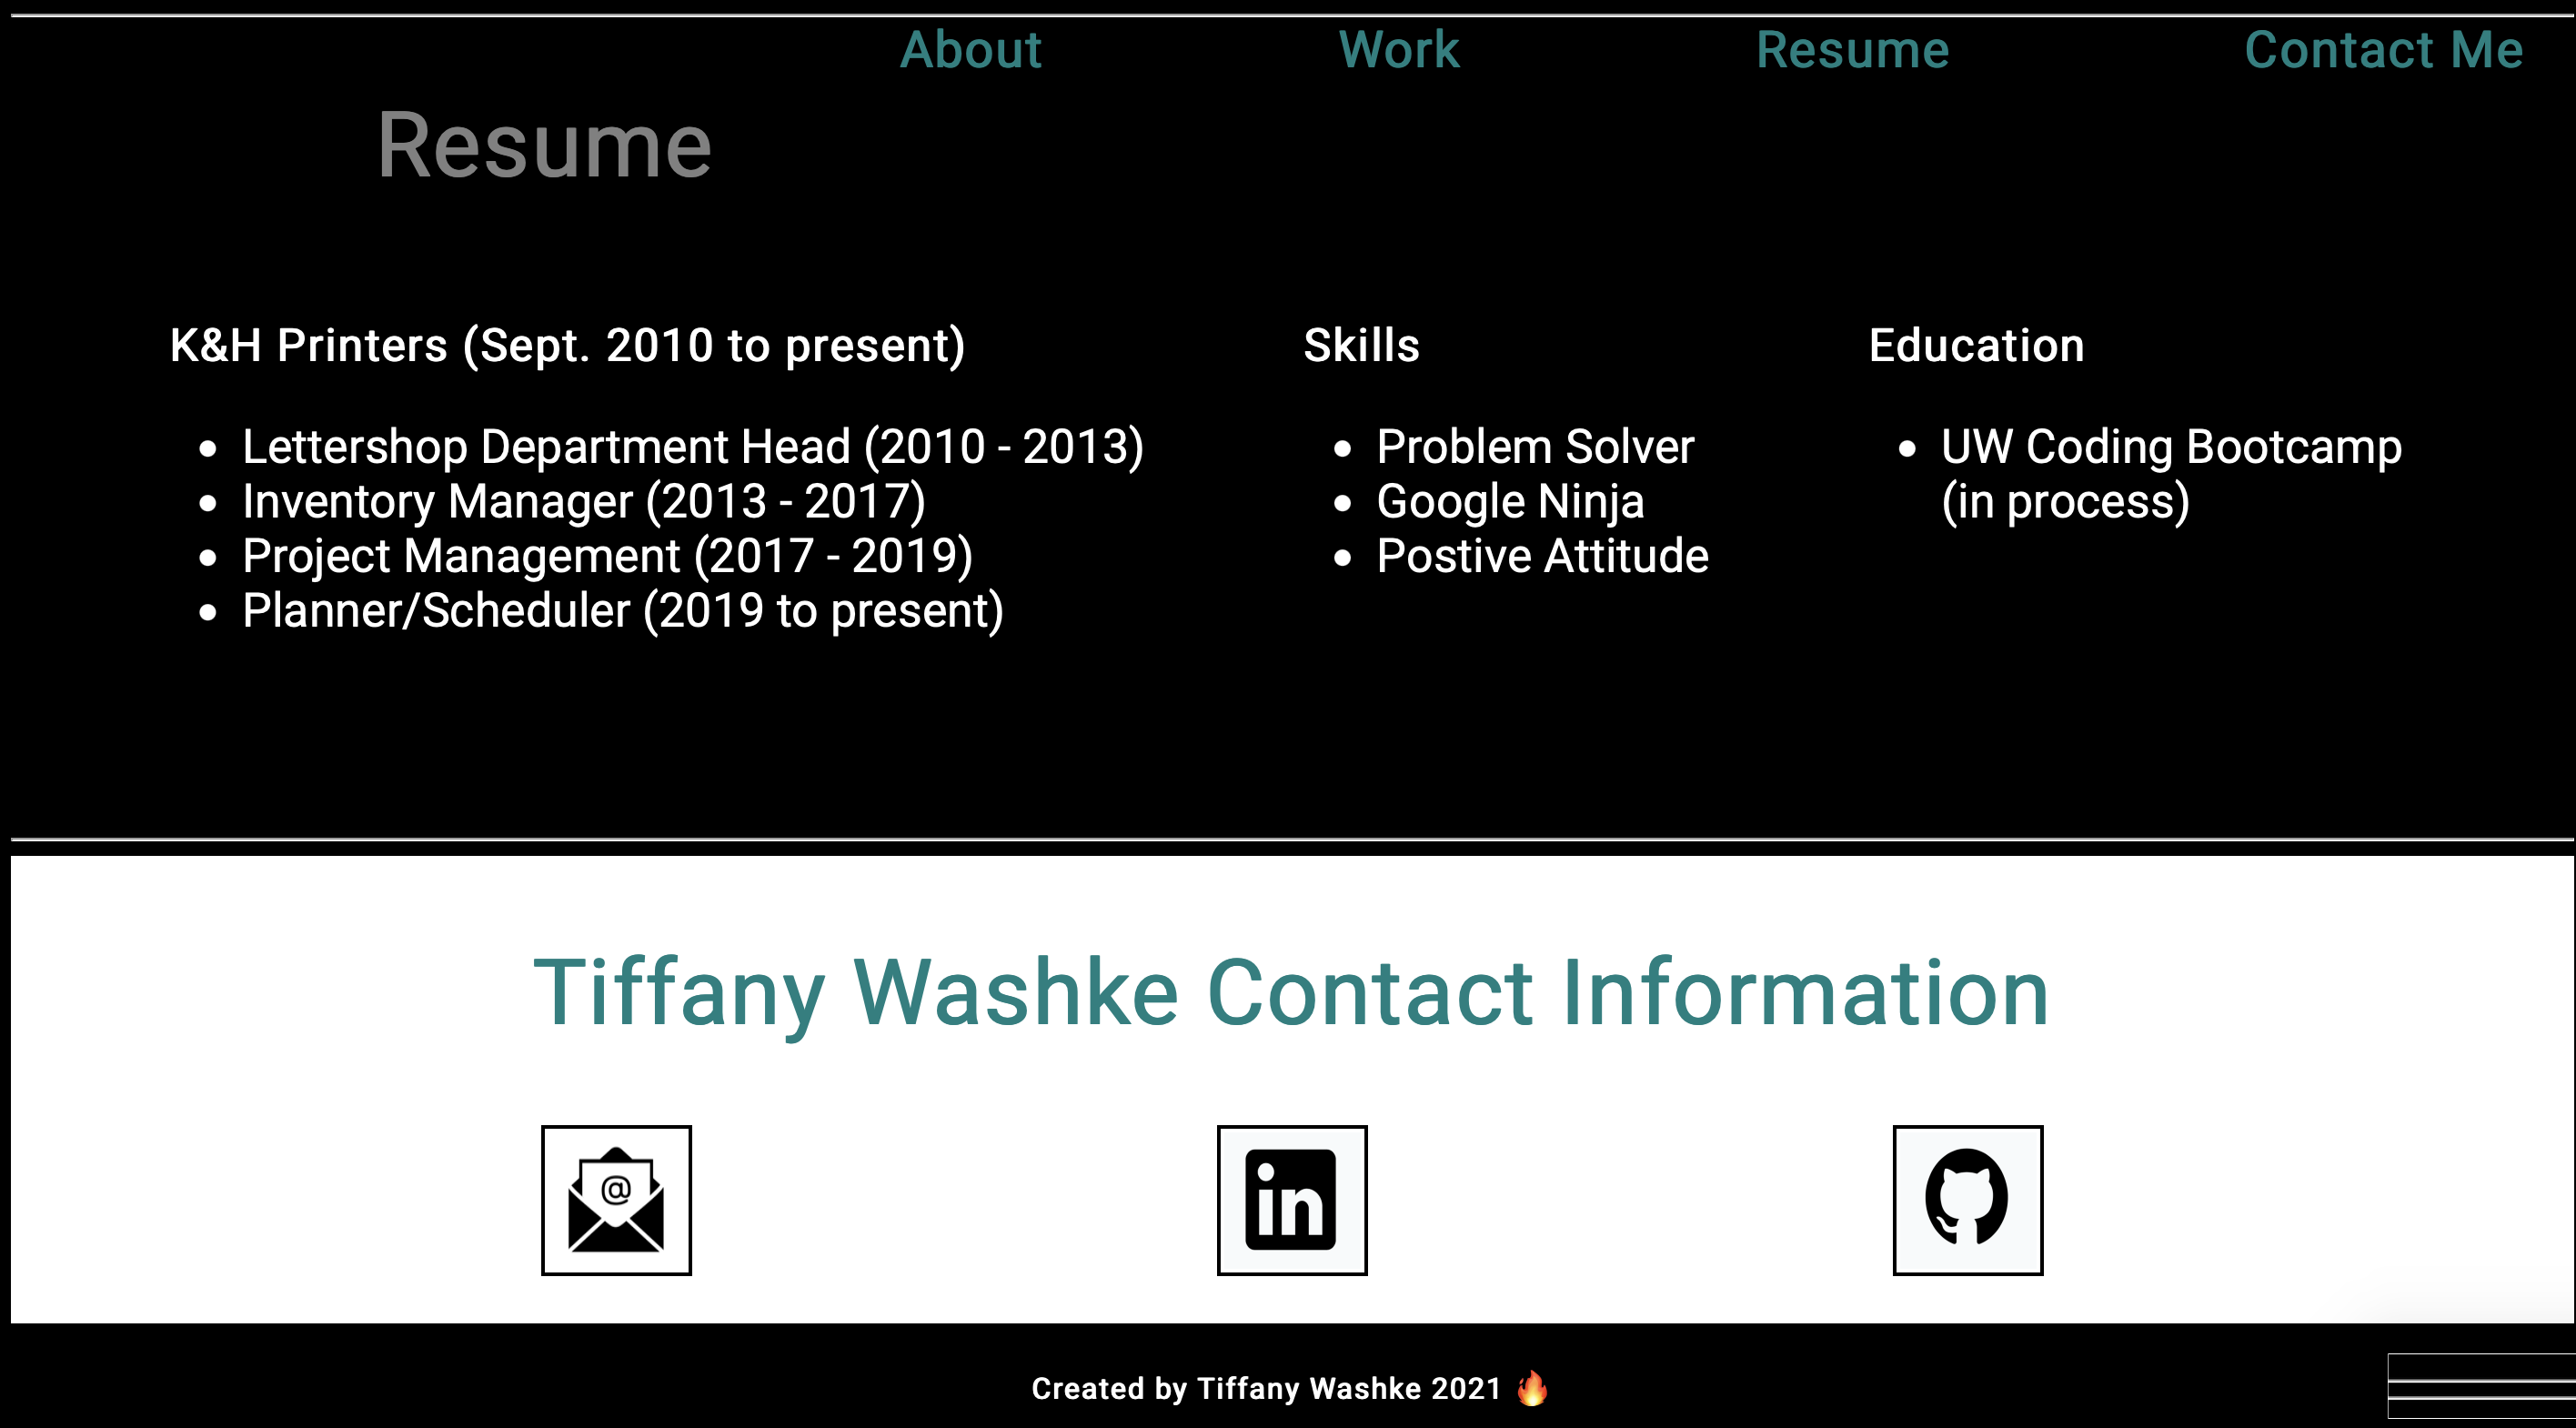 About Work Resume Contact Me
Resume
K&H Printers (Sept. 2010 to present)
Lettershop Department Head (2010 - 2013)
Inventory Manager (2013 - 2017)
Project Management (2017 - 2019)
Planner/Scheduler (2019 to present)
Skills
Problem Solver
Google Ninja
Postive Attitude
Education
UW Coding Bootcamp
(in process)
Tiffany Washke Contact Information
@
in
Created by Tiffany Washke 2021 🔥